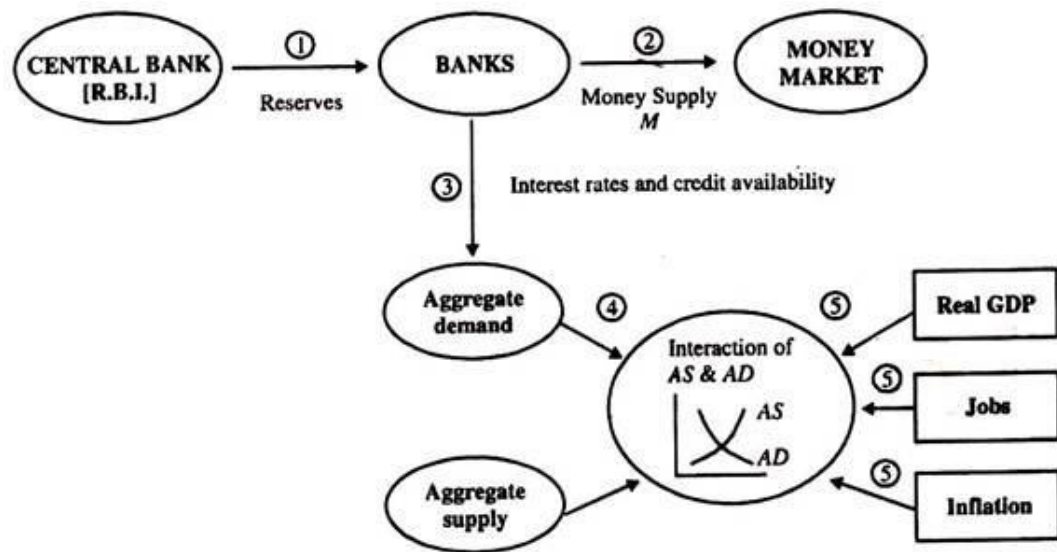 ①
②
CENTRAL BANK
[R.B.I.]
BANKS
MONEY
MARKET
Reserves
Money Supply
M
③
Interest rates and credit availability
Aggregate
demand
④
⑤
Real GDP
Interaction of
AS & AD
⑤
Jobs
AS
AD
⑤
Aggregate
supply
Inflation